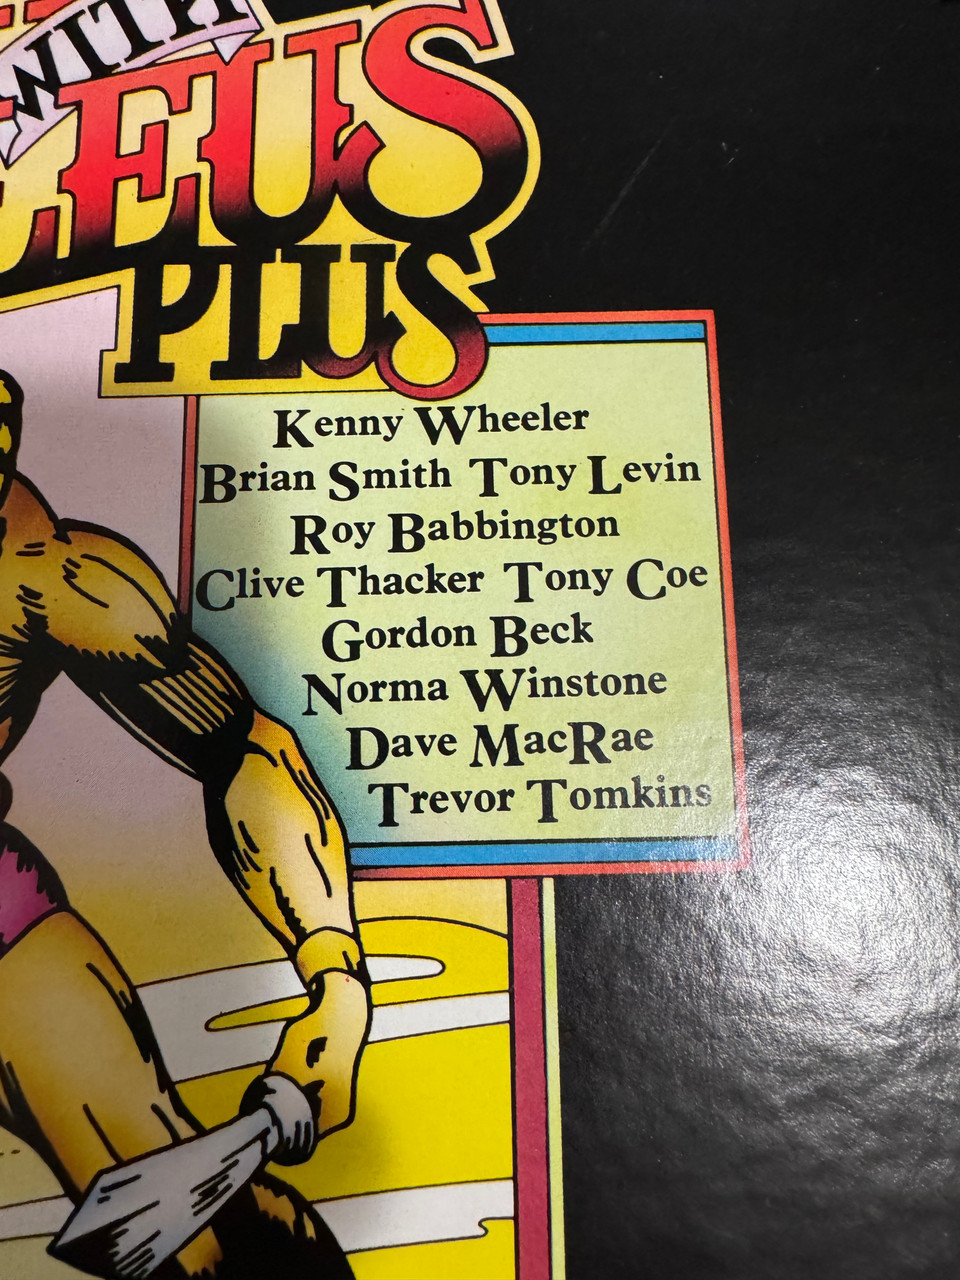 WITH
LEUS
PLUS
Kenny Wheeler
Brian Smith Tony Levin
Roy Babbington
Clive Thacker Tony Coe
Gordon Beck
Norma Winstone
Dave MacRae
Trevor Tomkins